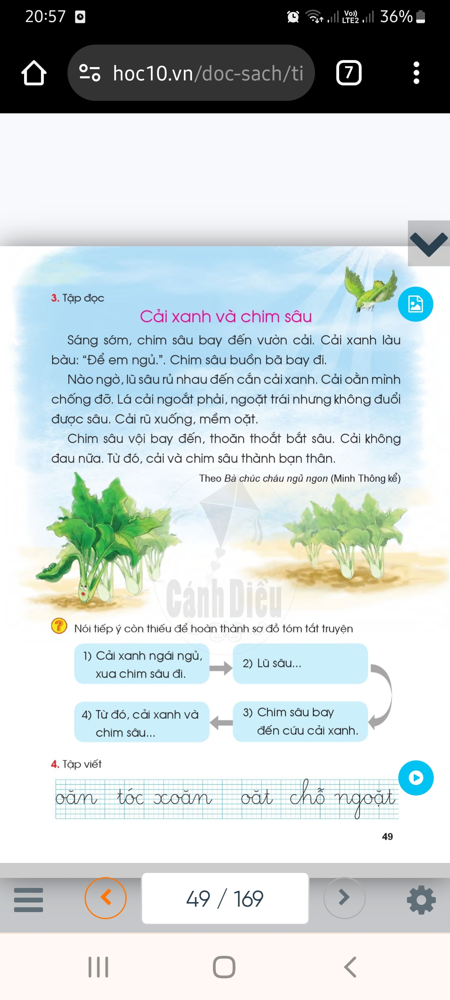 20:57
Vo))
LTE2
36%
hoc10.vn/doc-sach/ti
7
3. Tập đọc
Cải xanh và chim sâu
Sáng sớm, chim sâu bay đến vườn cải. Cải xanh làu
bàu: “Để em ngủ.”. Chim sâu buồn bã bay đi.
Nào ngờ, lũ sâu rủ nhau đến cắn cải xanh. Cải oằn mình
chống đỡ. Lá cải ngoắt phải, ngoặt trái nhưng không đuổi
được sâu. Cải rũ xuống, mềm oặt.
Chim sâu vội bay đến, thoăn thoắt bắt sâu. Cải không
đau nữa. Từ đó, cải và chim sâu thành bạn thân.
Theo Bà chúc cháu ngủ ngon (Minh Thông kể)
Cánh Diều
? Nói tiếp ý còn thiếu để hoàn thành sơ đồ tóm tắt truyện
1) Cải xanh ngái ngủ,
xua chim sâu đi.
2) Lũ sâu...
3) Chim sâu bay
đến cứu cải xanh.
4) Từ đó, cải xanh và
chim sâu...
4. Tập viết
oăn tóc xoăn oăt chỗ ngoặt
49
49 / 169